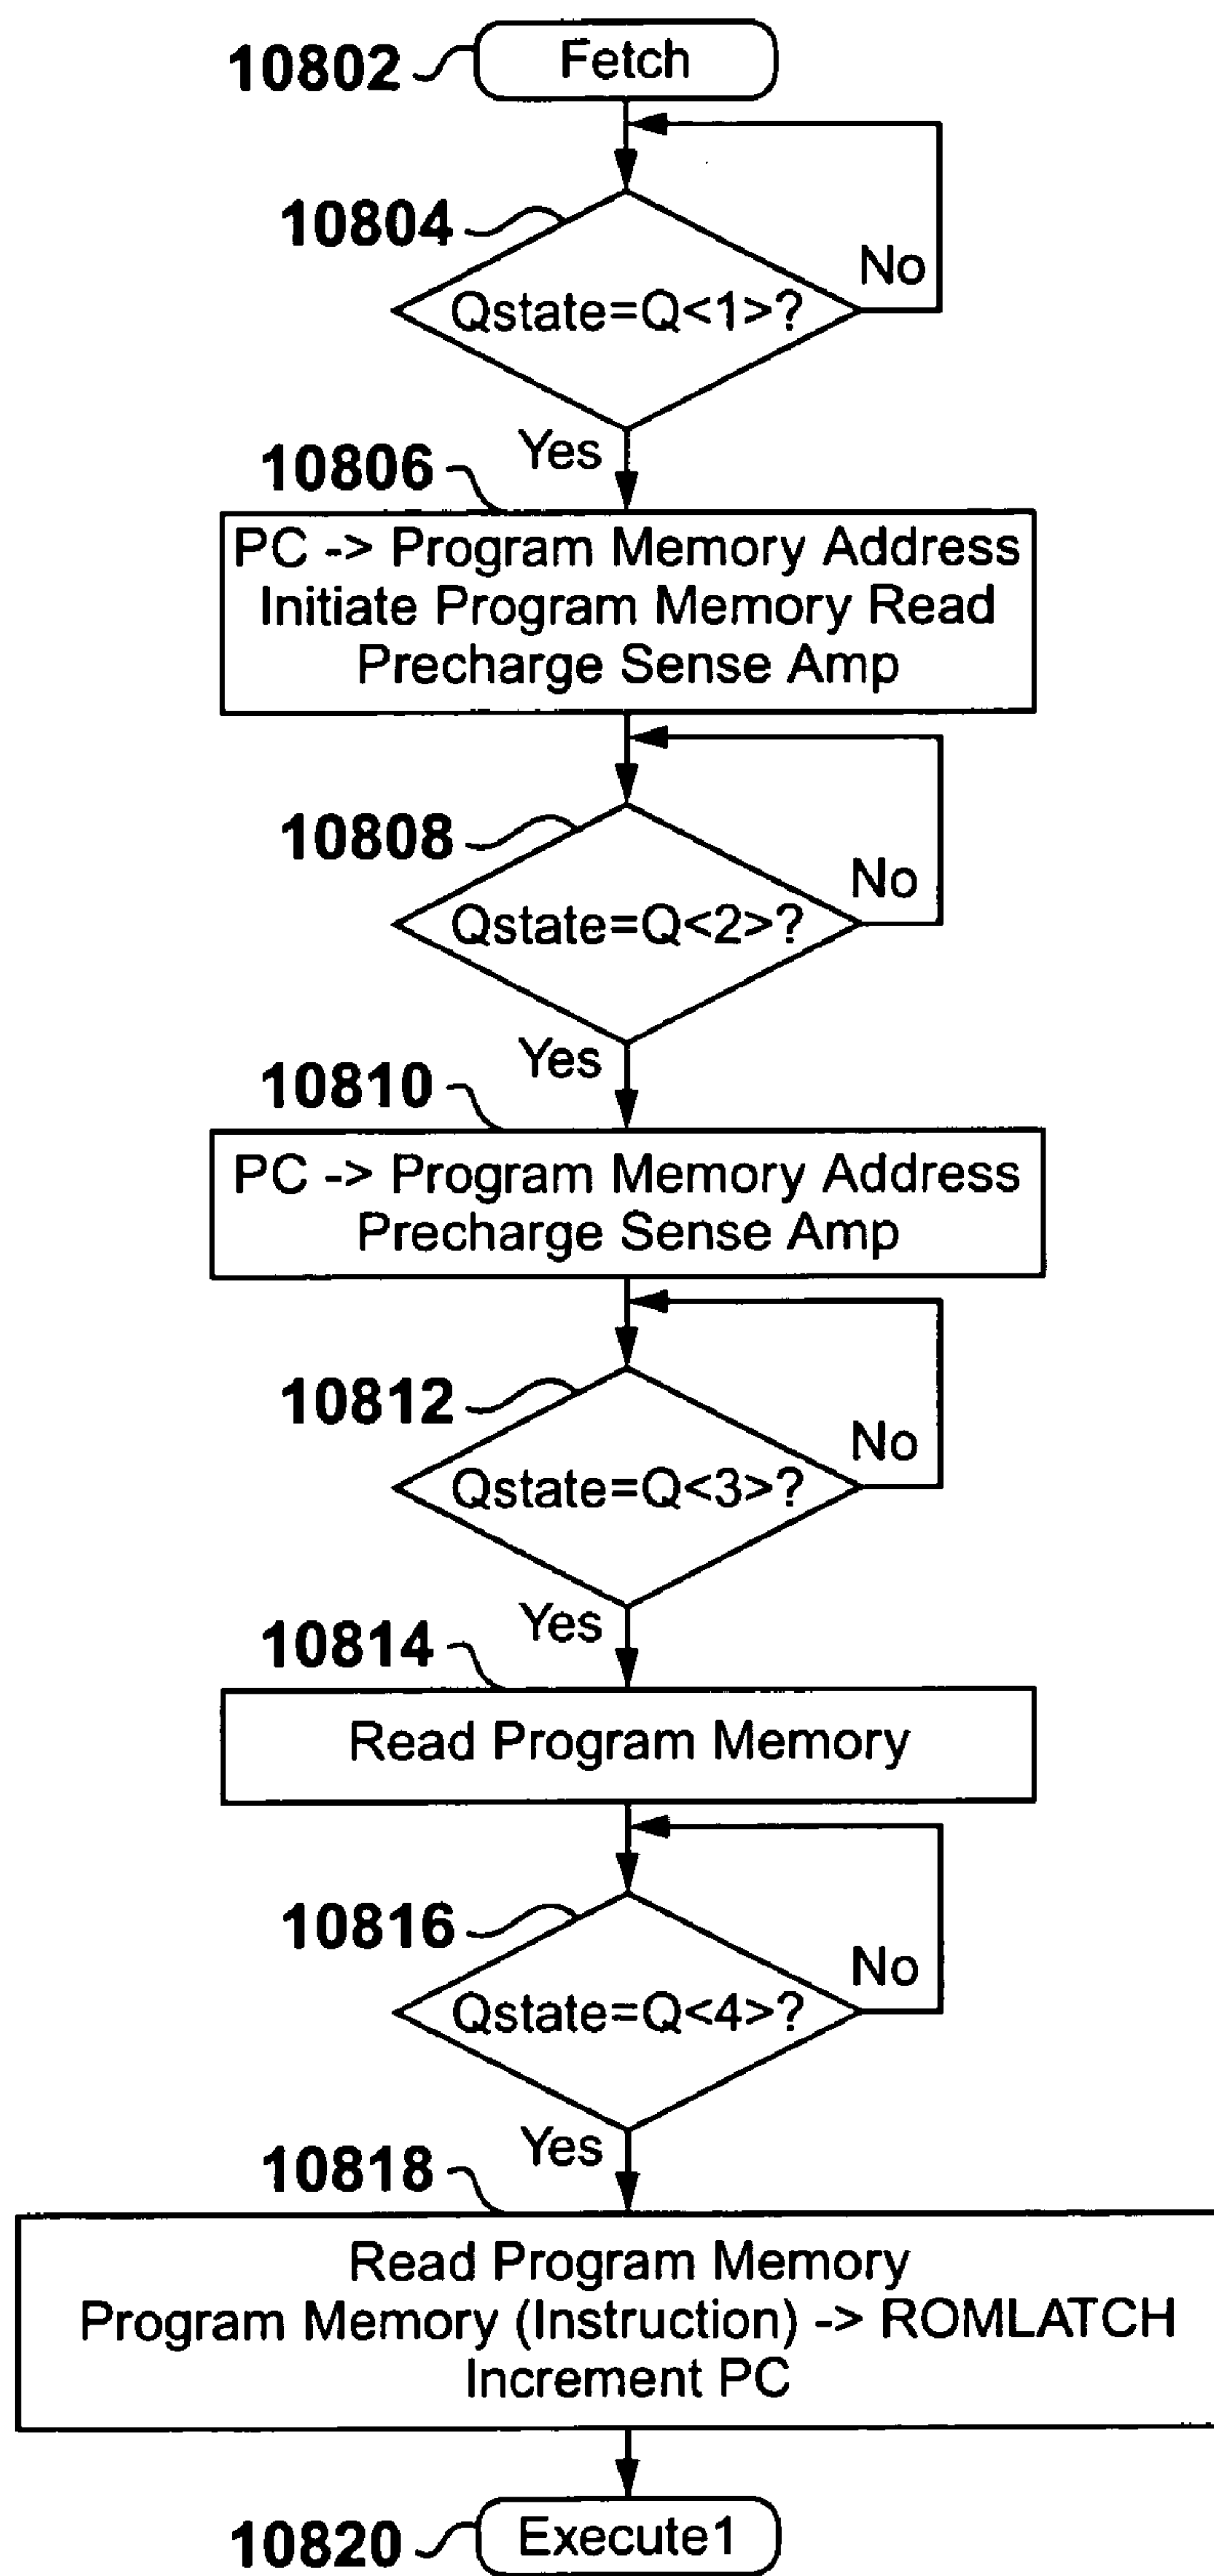 10802
Fetch
10804
No
Qstate=Q<1>?
Yes
10806
PC -> Program Memory Address
Initiate Program Memory Read
Precharge Sense Amp
10808
No
Qstate=Q<2>?
Yes
10810
PC -> Program Memory Address
Precharge Sense Amp
10812
No
Qstate=Q<3>?
Yes
10814
Read Program Memory
10816
No
Qstate=Q<4>?
Yes
10818
Read Program Memory
Program Memory (Instruction) -> ROMLATCH
Increment PC
10820
Execute1